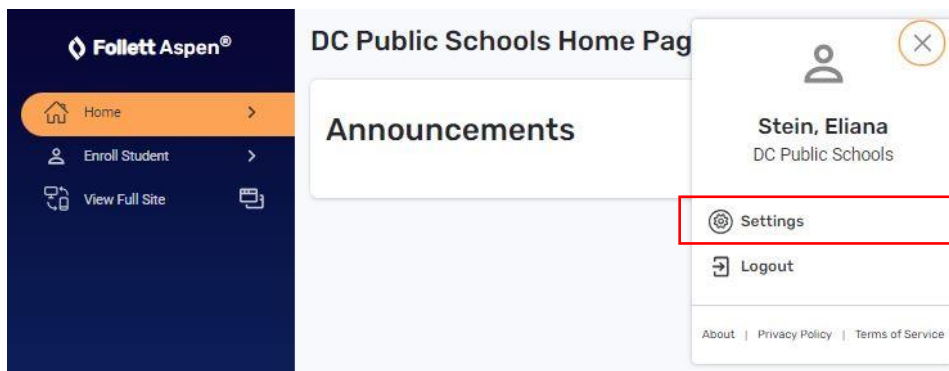 Follett Aspen®
Home
Enroll Student
View Full Site
DC Public Schools Home Pag
Announcements
Stein, Eliana
DC Public Schools
Settings
Logout
About | Privacy Policy | Terms of Service